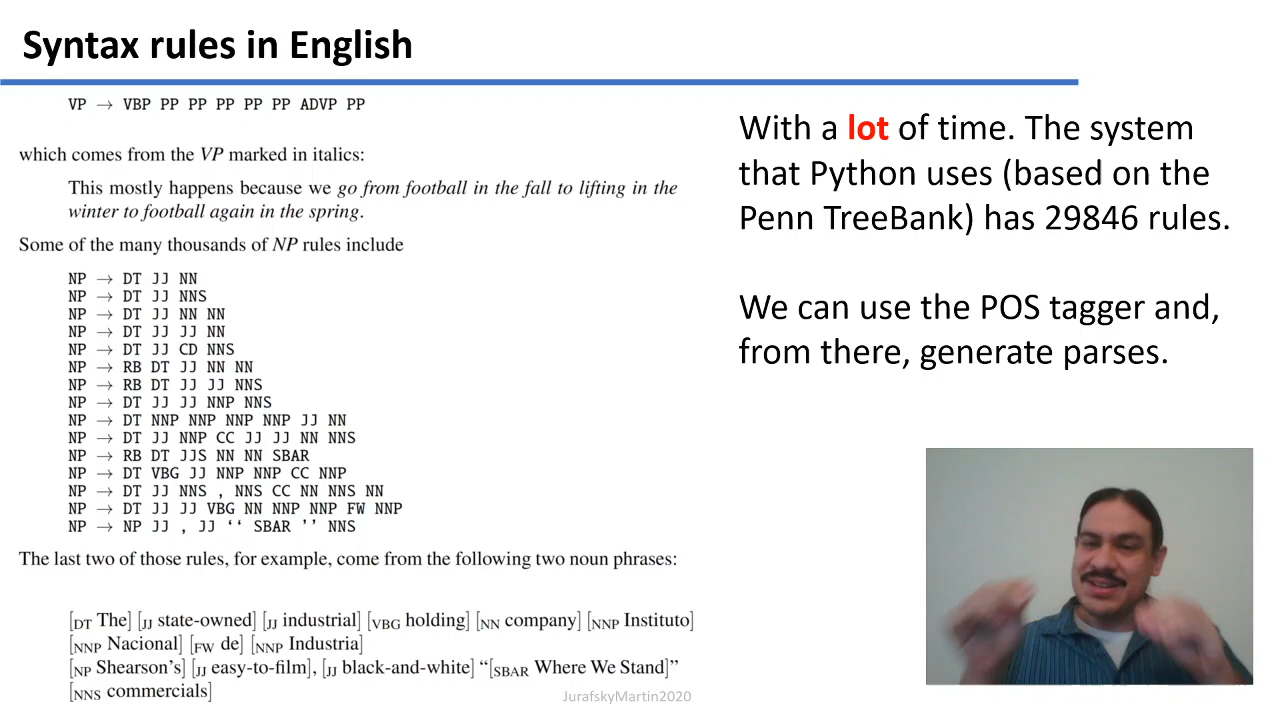 Syntax rules in English
VP → VBP PP PP PP PP PP ADVP PP
which comes from the VP marked in italics:
This mostly happens because we go from football in the fall to lifting in the
winter to football again in the spring.
Some of the many thousands of NP rules include
NP → DT JJ NN
NP → DT JJ NNS
NP → DT JJ NN NN
NP → DT JJ JJ NN
NP → DT JJ CD NNS
NP → RB DT JJ NN NN
NP → RB DT JJ JJ NNS
NP → DT JJ JJ NNP NNS
NP → DT NNP NNP NNP NNP JJ NN
NP → DT JJ NNP CC JJ JJ NN NNS
NP → RB DT JJS NN NN SBAR
NP → DT VBG JJ NNP NNP CC NNP
NP → DT JJ NNS , NNS CC NN NNS NN
NP → DT JJ JJ VBG NN NNP NNP FW NNP
NP → NP JJ , JJ ‘‘ SBAR ’’ NNS
The last two of those rules, for example, come from the following two noun phrases:
[DT The] [JJ state-owned] [JJ industrial] [VBG holding] [NN company] [NNP Instituto]
[NNP Nacional] [FW de] [NNP Industria]
[NP Shearson’s] [JJ easy-to-film], [JJ black-and-white] “[SBAR Where We Stand]”
[NNS commercials]
With a lot of time. The system
that Python uses (based on the
Penn TreeBank) has 29846 rules.
We can use the POS tagger and,
from there, generate parses.
JurafskyMartin2020